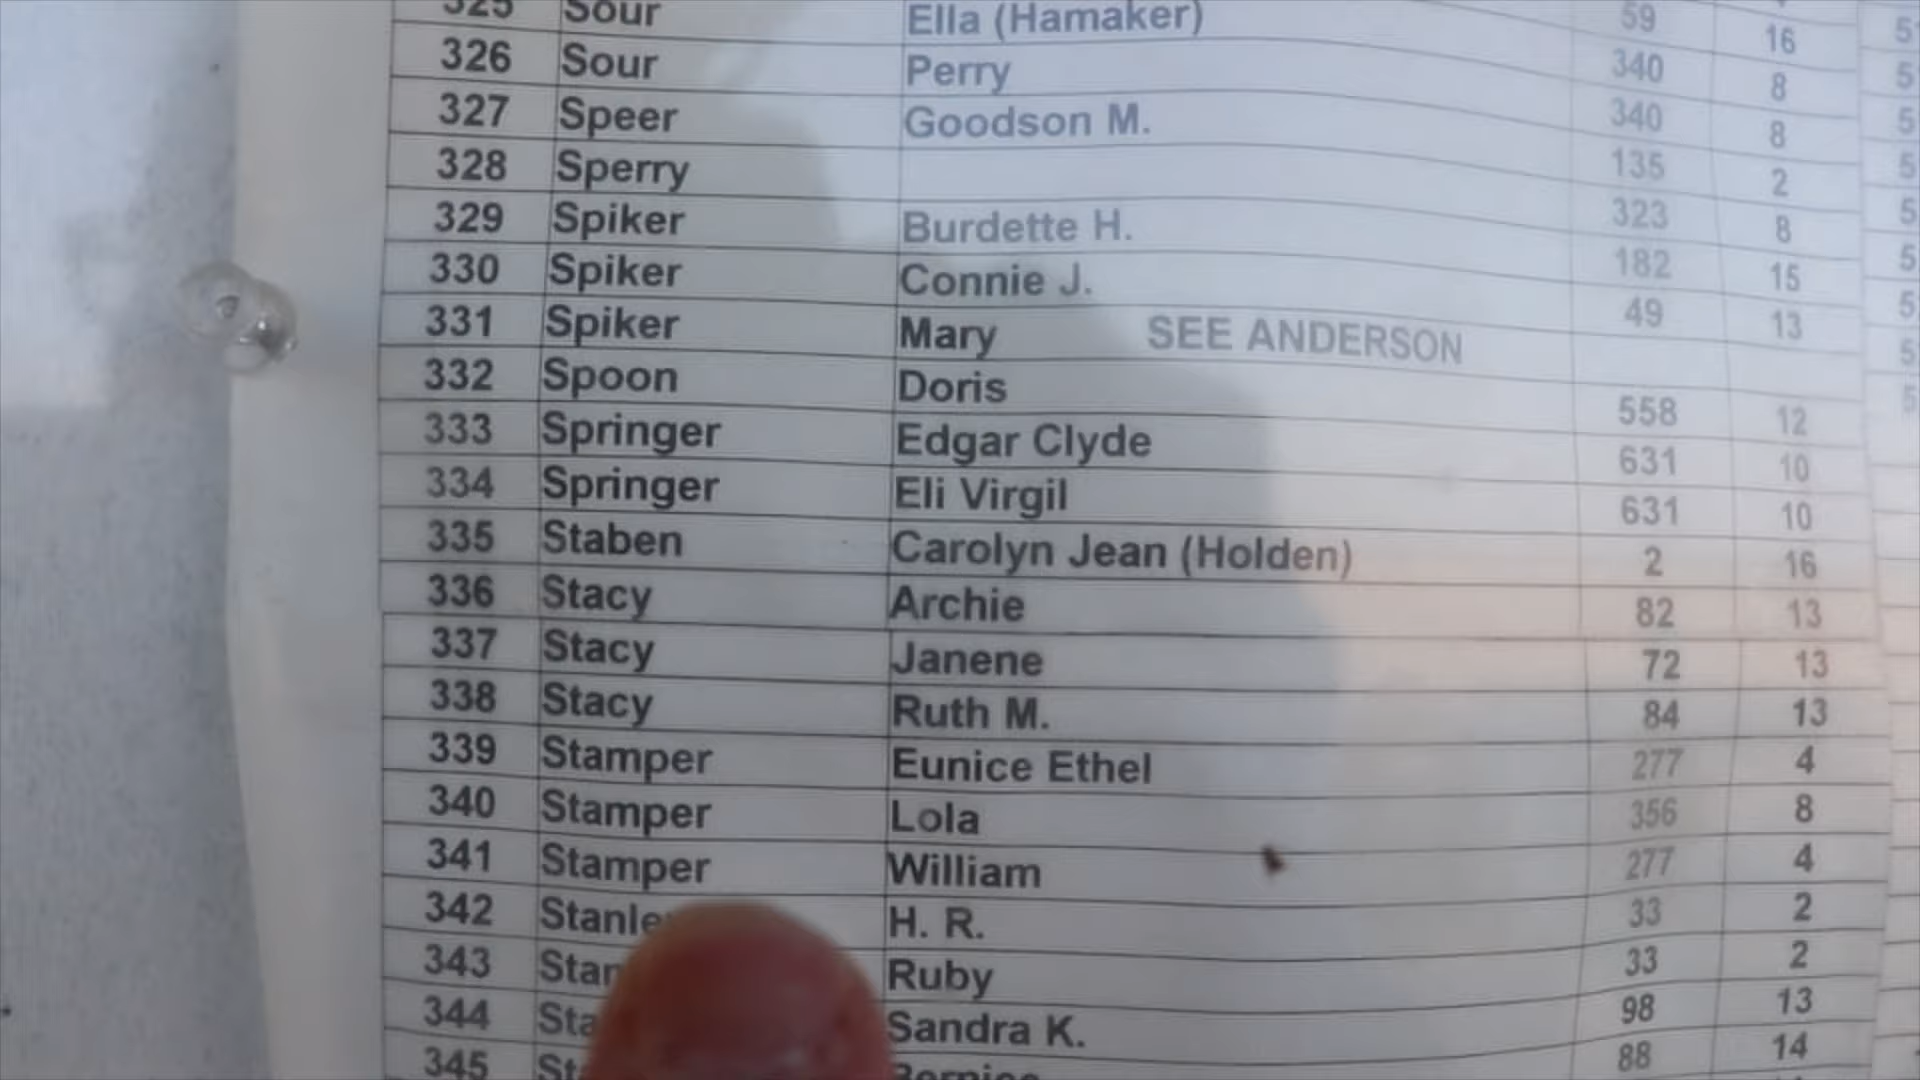 59 16
325 Sour Ella (Hamaker) 340 8
326 Sour Perry 340 8
327 Speer Goodson M. 135 2
328 Sperry 323 8
329 Spiker Burdette H. 182 15
330 Spiker Connie J. 49 13
331 Spiker Mary SEE ANDERSON
332 Spoon Doris 558 12
333 Springer Edgar Clyde 631 10
334 Springer Eli Virgil 631 10
335 Staben Carolyn Jean (Holden) 2 16
336 Stacy Archie 82 13
337 Stacy Janene 72 13
338 Stacy Ruth M. 84 13
339 Stamper Eunice Ethel 277 4
340 Stamper Lola 356 8
341 Stamper William 277 4
342 H. R. 33 2
343 Ruby 33 2
344 Sandra K. 98 13
345 88 14